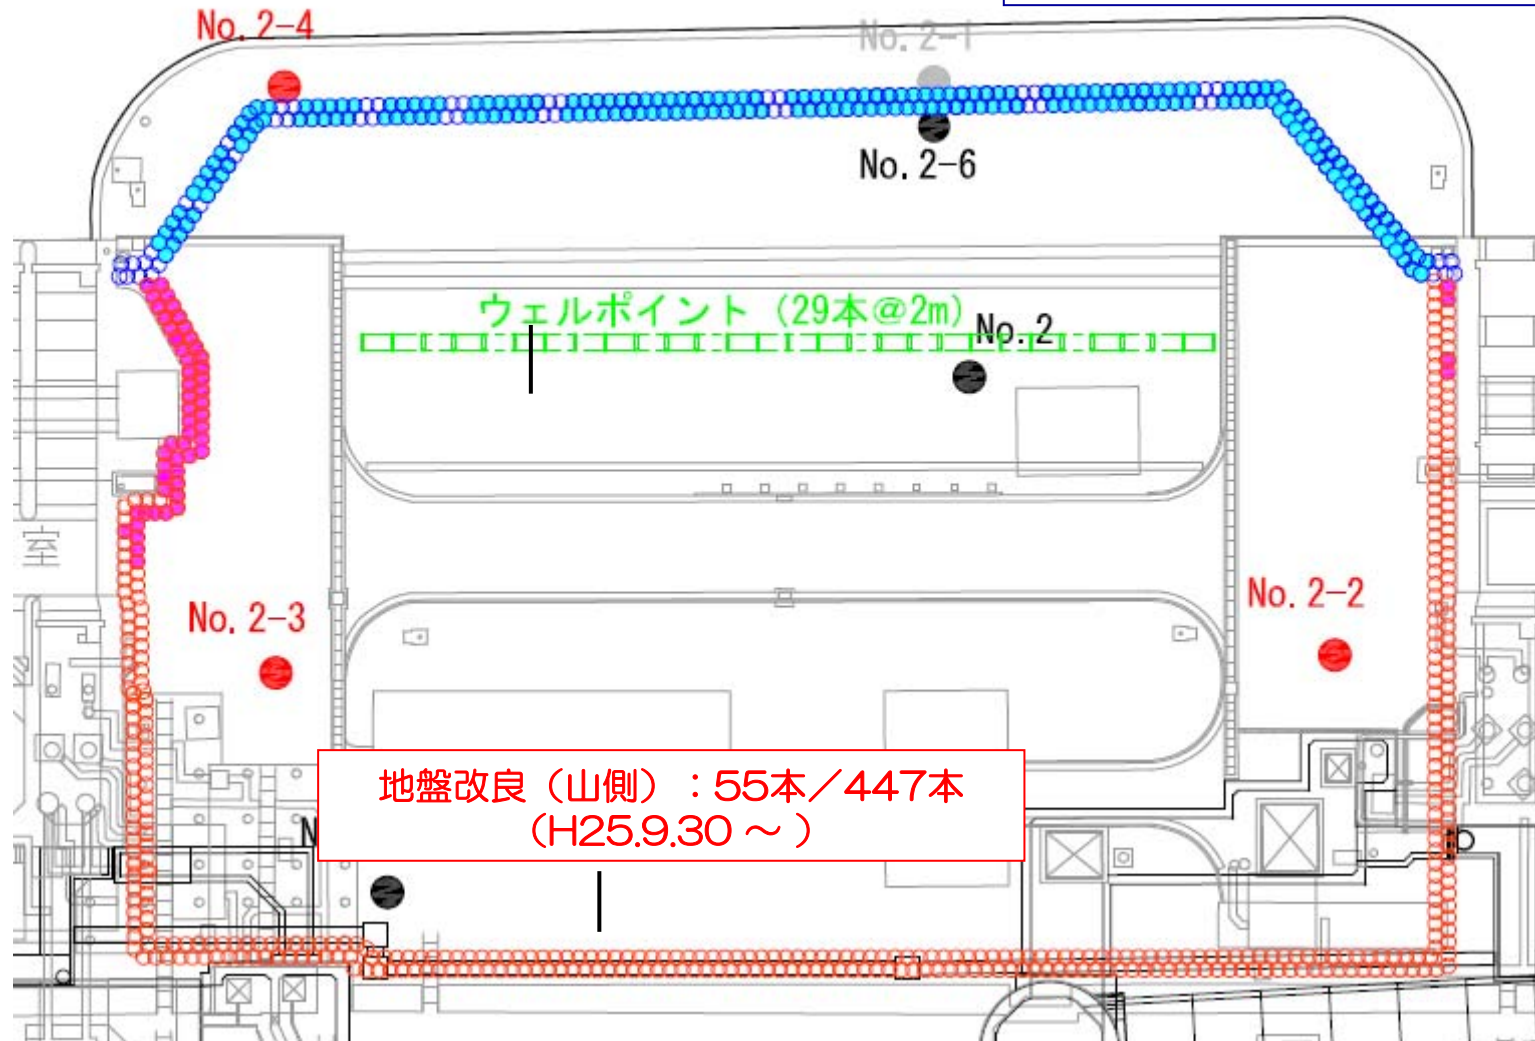 No.2-4
No.2-1
No.2-6
ウェルポイント（29本@2m）
No.2
室
No.2-3
No.2-2
地盤改良（山側）：55本／447本
（H25.9.30 ～ ）
N